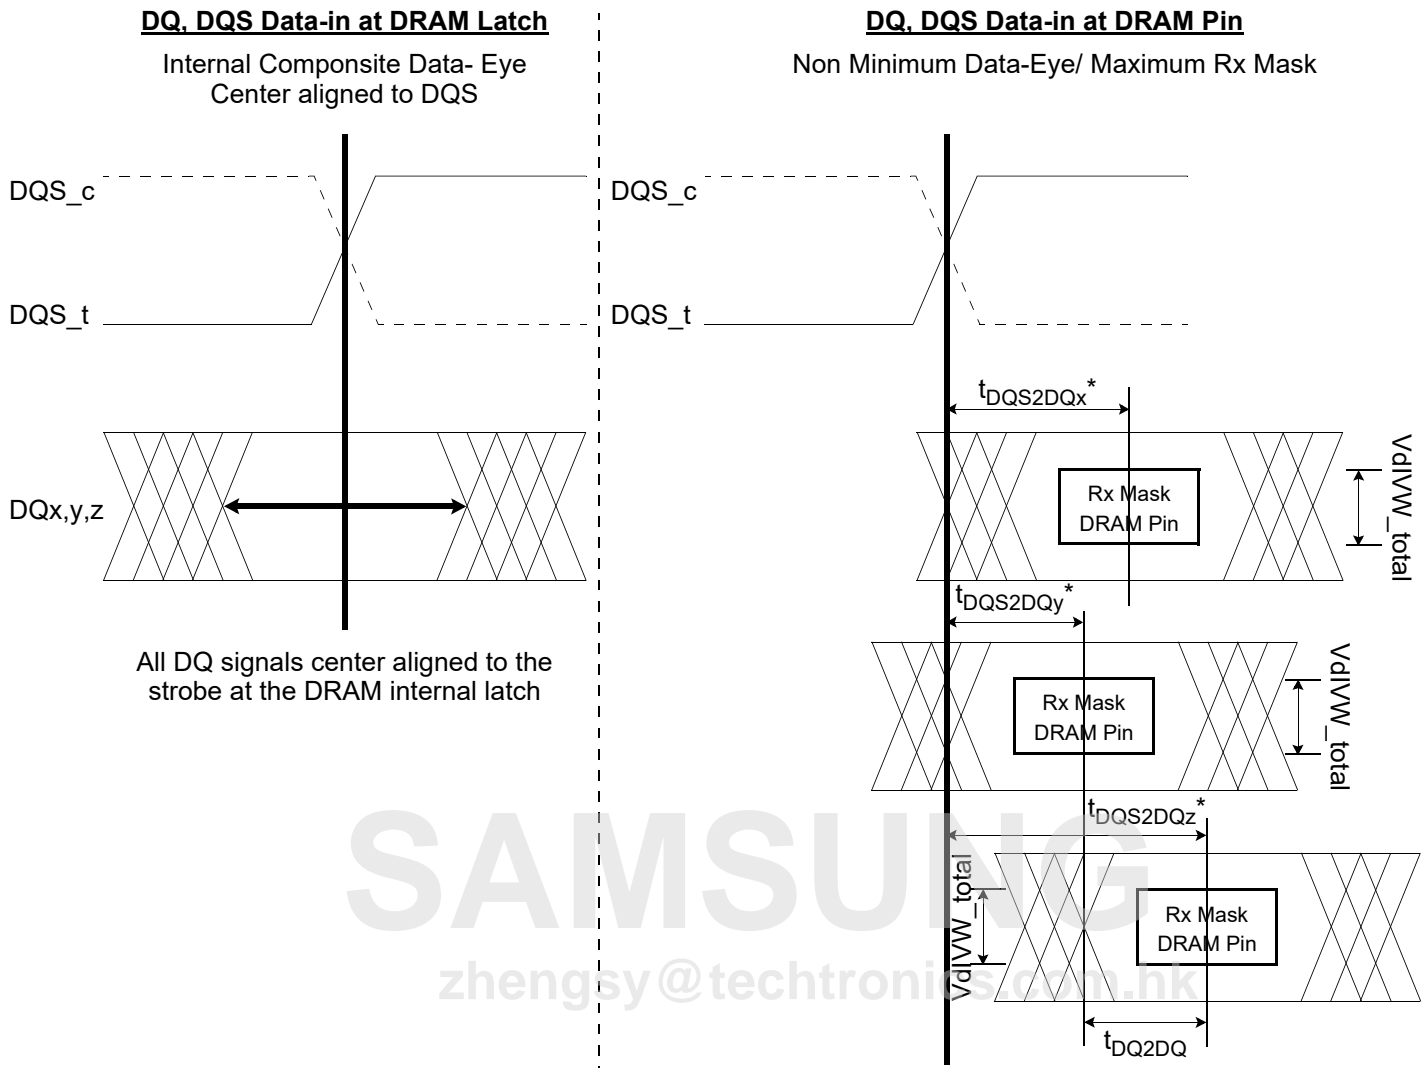 DQ, DQS Data-in at DRAM Latch
Internal Componsite Data- Eye
Center aligned to DQS
DQS_c
DQS_t
DQx,y,z
All DQ signals center aligned to the
strobe at the DRAM internal latch
DQ, DQS Data-in at DRAM Pin
Non Minimum Data-Eye/ Maximum Rx Mask
DQS_c
DQS_t
tDQS2DQx*
Rx Mask
DRAM Pin
VdIVW_total
tDQS2DQy*
Rx Mask
DRAM Pin
VdIVW_total
tDQS2DQz*
VdIVW_total
Rx Mask
DRAM Pin
tDQ2DQ
SAMSUNG
zhengsy@techtronics.com.hk